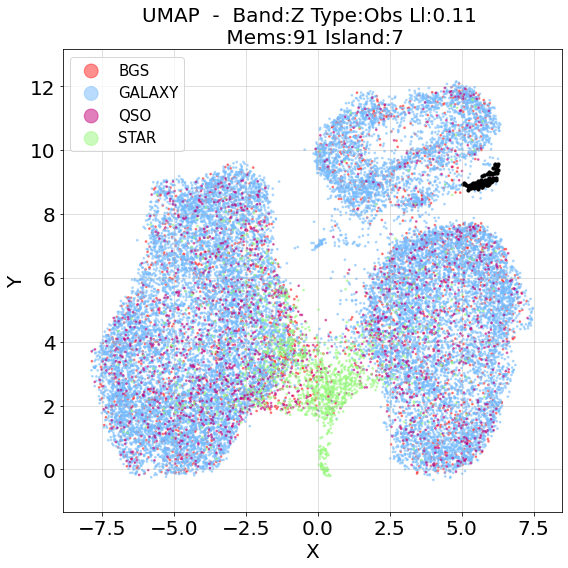 UMAP - Band:Z Type:Obs Ll:0.11
Mems:91 Island:7
BGS
GALAXY
QSO
STAR
12
10
8
6
4
2
0
Y
−7.5 −5.0 −2.5 0.0 2.5 5.0 7.5
X